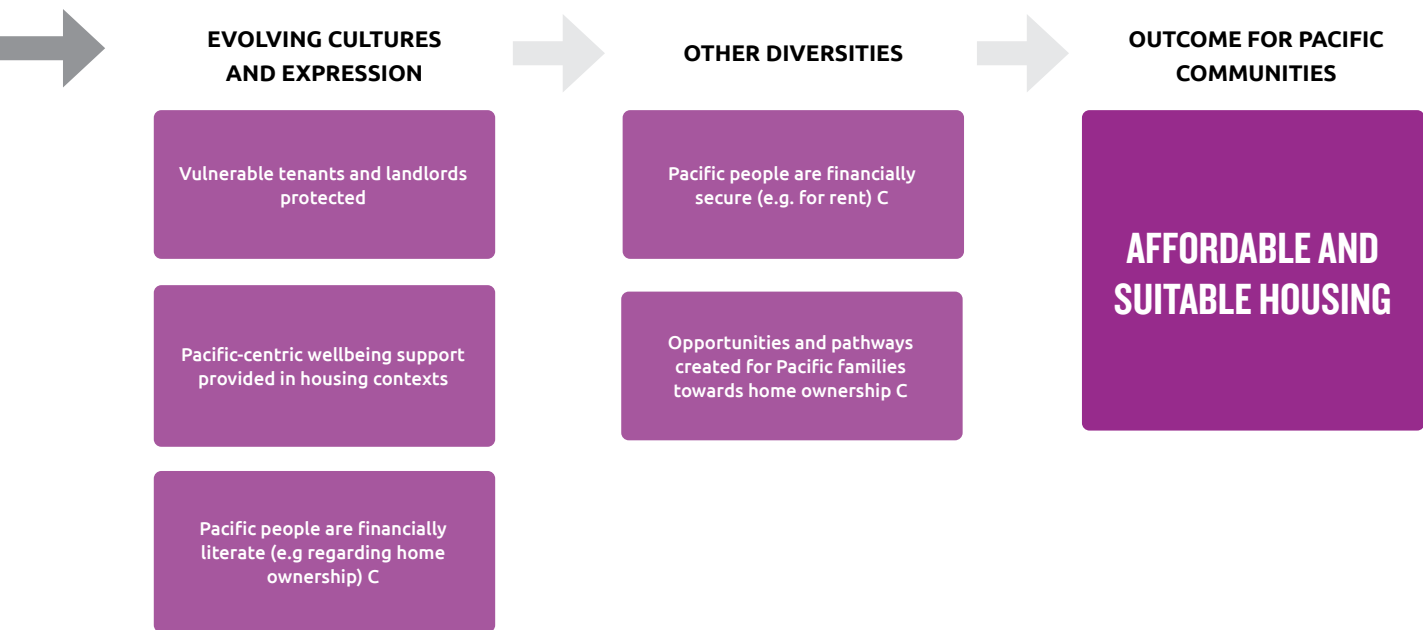 EVOLVING CULTURES
AND EXPRESSION
Vulnerable tenants and landlords
protected
Pacific-centric wellbeing support
provided in housing contexts
Pacific people are financially
literate (e.g regarding home
ownership) C
OTHER DIVERSITIES
Pacific people are financially
secure (e.g. for rent) C
Opportunities and pathways
created for Pacific families
towards home ownership C
OUTCOME FOR PACIFIC
COMMUNITIES
AFFORDABLE AND
SUITABLE HOUSING